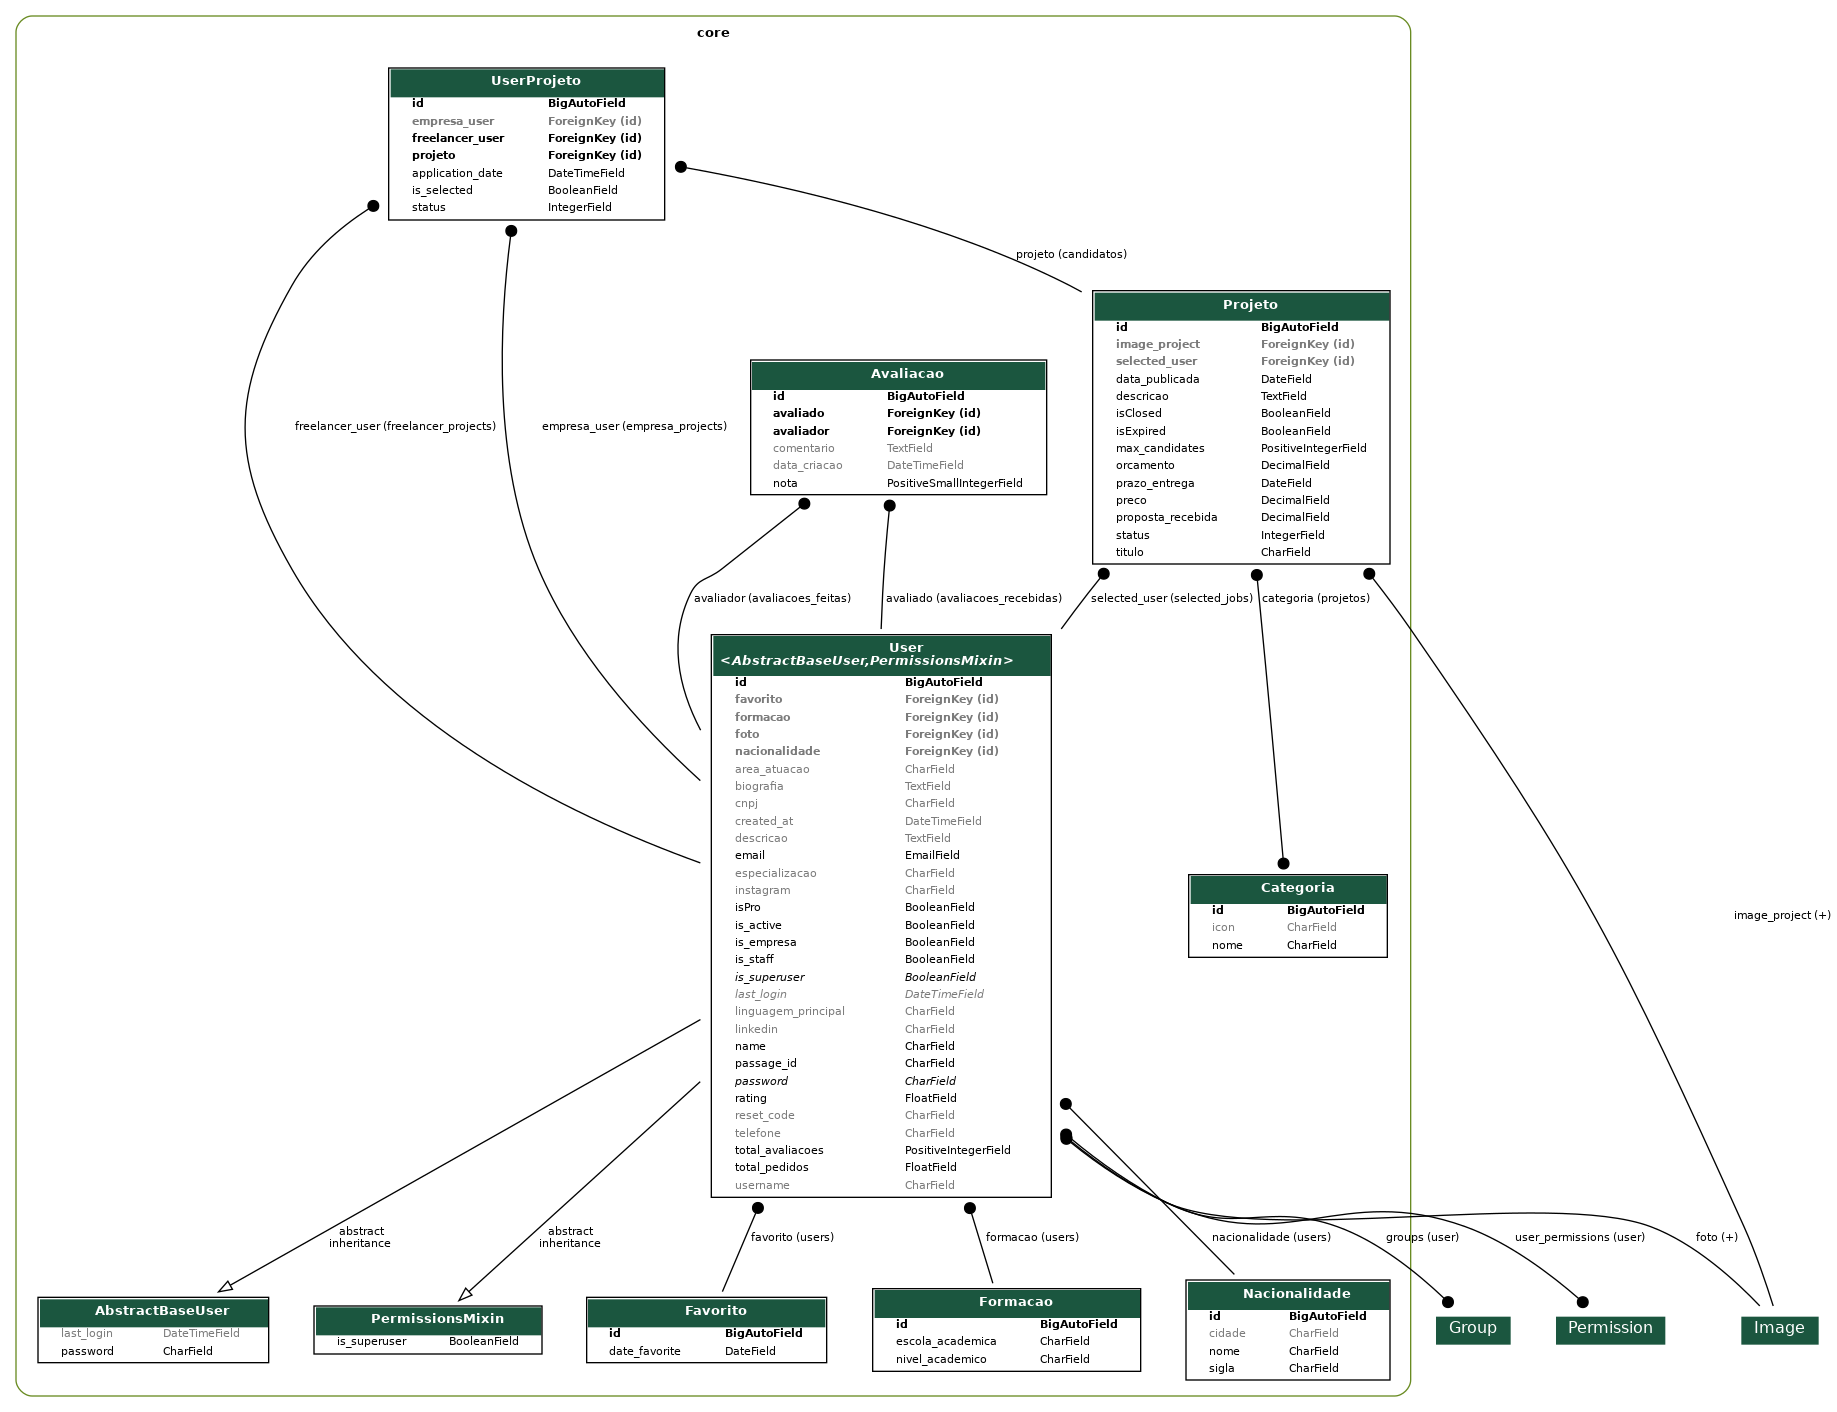 core
UserProjeto
id BigAutoField
empresa_user ForeignKey (id)
freelancer_user ForeignKey (id)
projeto ForeignKey (id)
application_date DateTimeField
is_selected BooleanField
status IntegerField
projeto (candidatos)
Projeto
id BigAutoField
image_project ForeignKey (id)
selected_user ForeignKey (id)
data_publicada DateField
descricao TextField
isClosed BooleanField
isExpired BooleanField
max_candidates PositiveIntegerField
orcamento DecimalField
prazo_entrega DateField
preco DecimalField
proposta_recebida DecimalField
status IntegerField
titulo CharField
Avaliacao
id BigAutoField
avaliado ForeignKey (id)
avaliador ForeignKey (id)
comentario TextField
data_criacao DateTimeField
nota PositiveSmallIntegerField
freelancer_user (freelancer_projects)
empresa_user (empresa_projects)
avaliador (avaliacoes_feitas)
avaliado (avaliacoes_recebidas)
selected_user (selected_jobs)
categoria (projetos)
User
<AbstractBaseUser,PermissionsMixin>
id BigAutoField
favorito ForeignKey (id)
formacao ForeignKey (id)
foto ForeignKey (id)
nacionalidade ForeignKey (id)
area_atuacao CharField
biografia TextField
cnpj CharField
created_at DateTimeField
descricao TextField
email EmailField
especializacao CharField
instagram CharField
isPro BooleanField
is_active BooleanField
is_empresa BooleanField
is_staff BooleanField
is_superuser BooleanField
last_login DateTimeField
linguagem_principal CharField
linkedin CharField
name CharField
passage_id CharField
password CharField
rating FloatField
reset_code CharField
telefone CharField
total_avaliacoes PositiveIntegerField
total_pedidos FloatField
username CharField
Categoria
id BigAutoField
icon CharField
nome CharField
image_project (+)
abstract
inheritance
abstract
inheritance
favorito (users)
formacao (users)
nacionalidade (users)
groups (user)
user_permissions (user)
foto (+)
AbstractBaseUser
last_login DateTimeField
password CharField
PermissionsMixin
is_superuser BooleanField
Favorito
id BigAutoField
date_favorite DateField
Formacao
id BigAutoField
escola_academica CharField
nivel_academico CharField
Nacionalidade
id BigAutoField
cidade CharField
nome CharField
sigla CharField
Group
Permission
Image